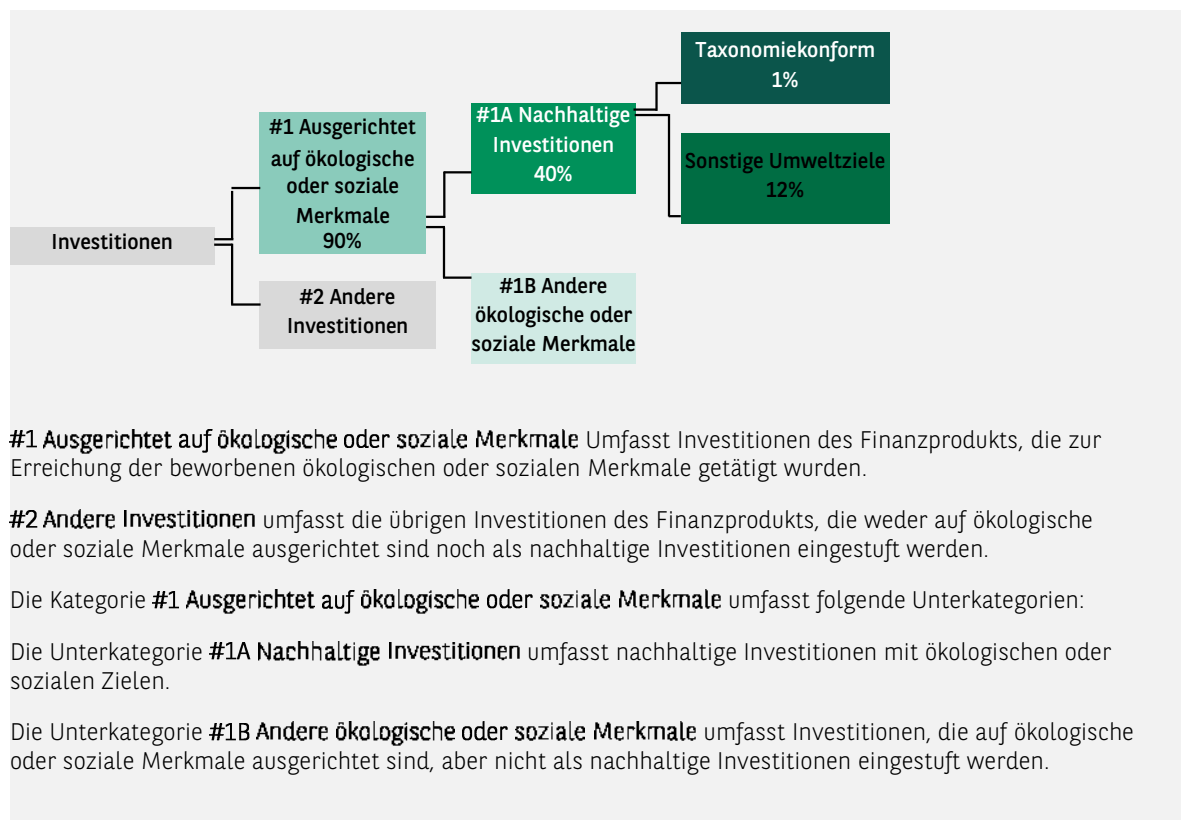 Taxonomiekonform
1%
#1A Nachhaltige
Investitionen
40%
Sonstige Umweltziele
12%
#1 Ausgerichtet
auf ökologische
oder soziale
Merkmale
90%
Investitionen
#2 Andere
Investitionen
#1B Andere
ökologische oder
soziale Merkmale
#1 Ausgerichtet auf ökologische oder soziale Merkmale Umfasst Investitionen des Finanzprodukts, die zur
Erreichung der beworbenen ökologischen oder sozialen Merkmale getätigt wurden.
#2 Andere Investitionen umfasst die übrigen Investitionen des Finanzprodukts, die weder auf ökologische
oder soziale Merkmale ausgerichtet sind noch als nachhaltige Investitionen eingestuft werden.
Die Kategorie #1 Ausgerichtet auf ökologische oder soziale Merkmale umfasst folgende Unterkategorien:
Die Unterkategorie #1A Nachhaltige Investitionen umfasst nachhaltige Investitionen mit ökologischen oder
sozialen Zielen.
Die Unterkategorie #1B Andere ökologische oder soziale Merkmale umfasst Investitionen, die auf ökologische
oder soziale Merkmale ausgerichtet sind, aber nicht als nachhaltige Investitionen eingestuft werden.